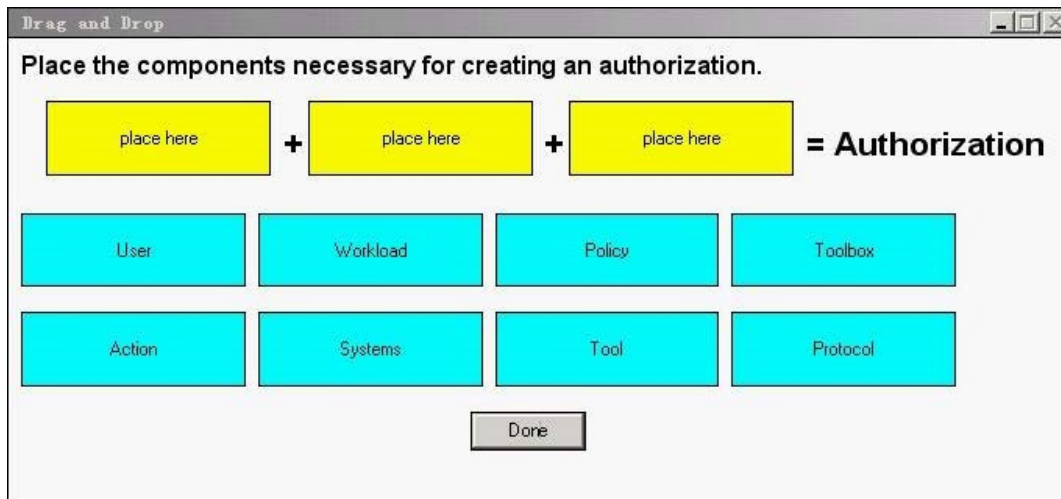 Drag and Drop
Place the components necessary for creating an authorization.
place here + place here + place here = Authorization
User Workload Policy Toolbox
Action Systems Tool Protocol
Done